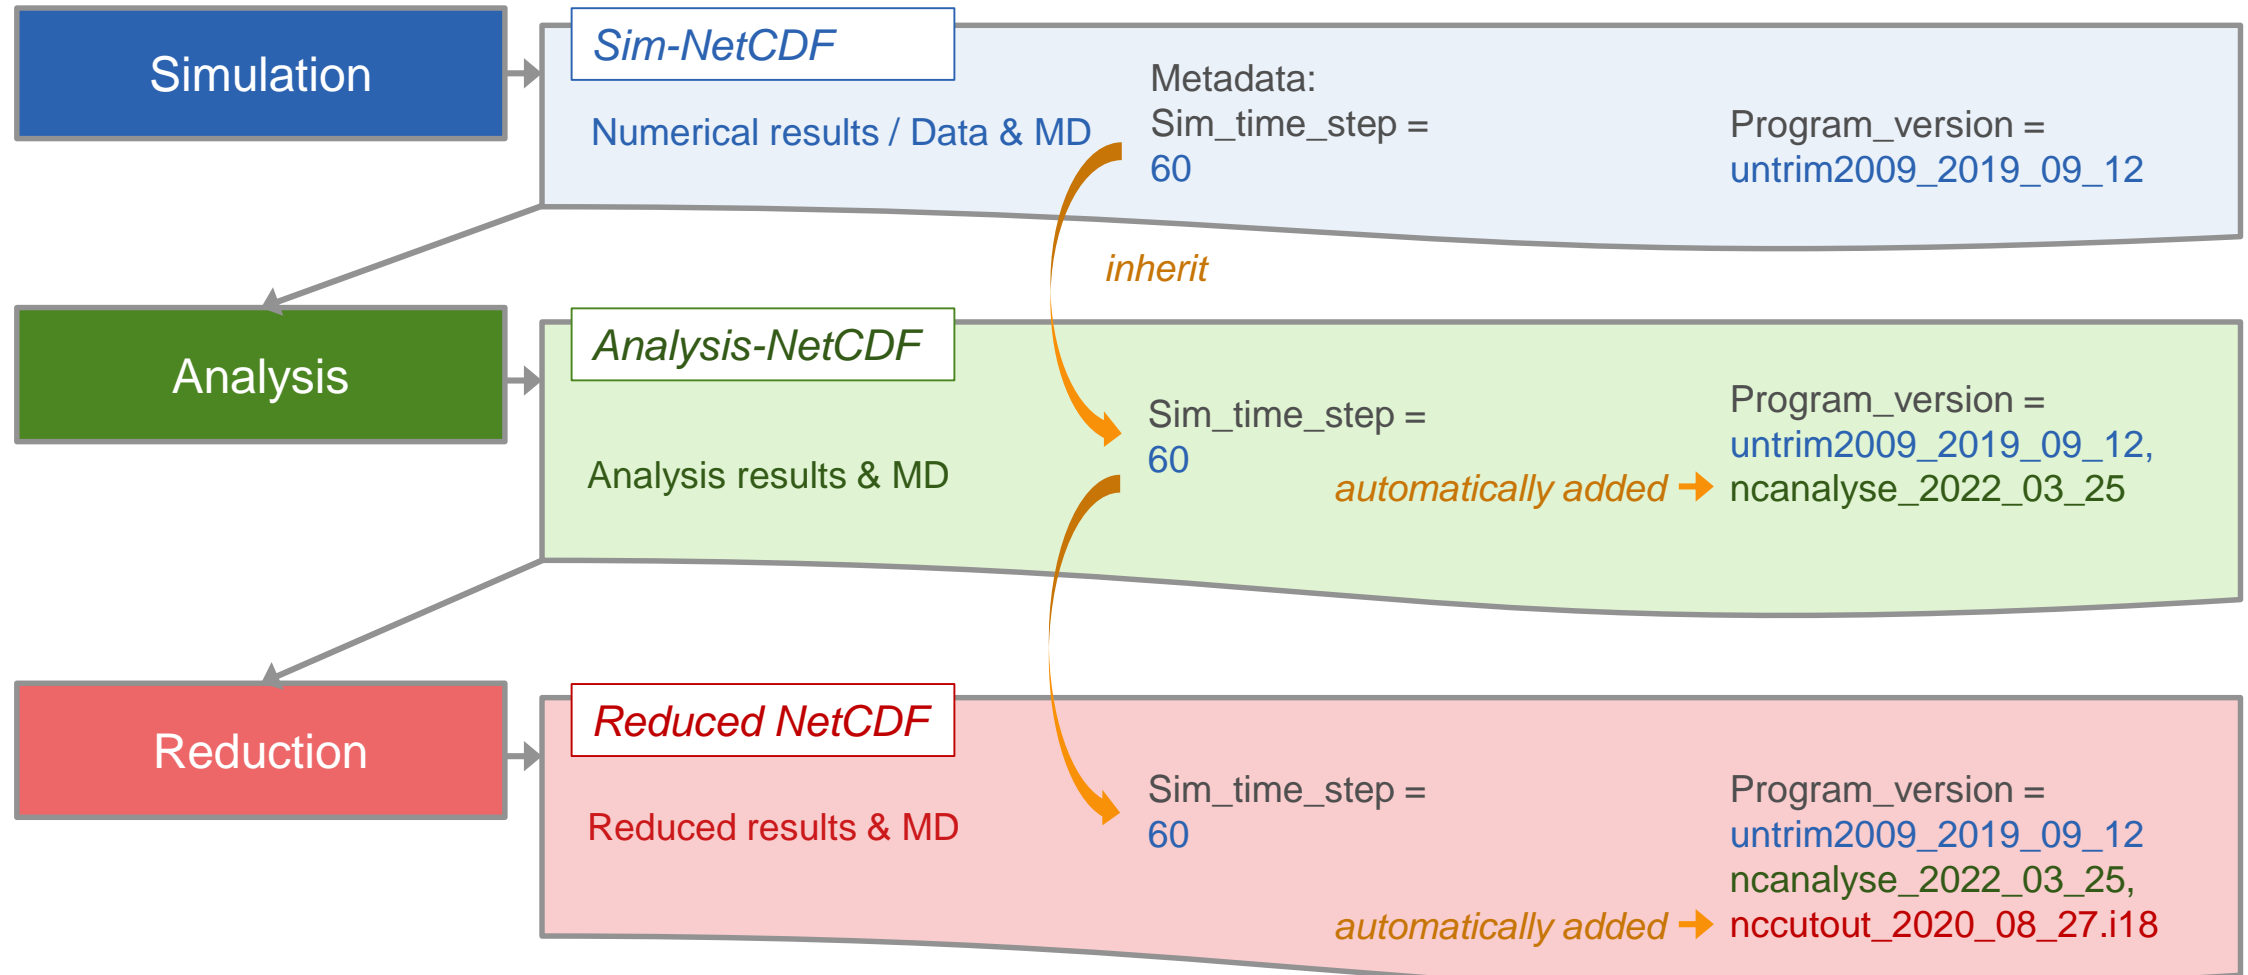 Simulation
Sim-NetCDF
Numerical results / Data & MD
Metadata:
Sim_time_step =
60
Program_version =
untrim2009_2019_09_12
inherit
Analysis
Analysis-NetCDF
Analysis results & MD
Sim_time_step =
60
automatically added
Program_version =
untrim2009_2019_09_12,
ncanalyse_2022_03_25
Reduction
Reduced NetCDF
Reduced results & MD
Sim_time_step =
60
automatically added
Program_version =
untrim2009_2019_09_12
ncanalyse_2022_03_25,
nccutout_2020_08_27.i18